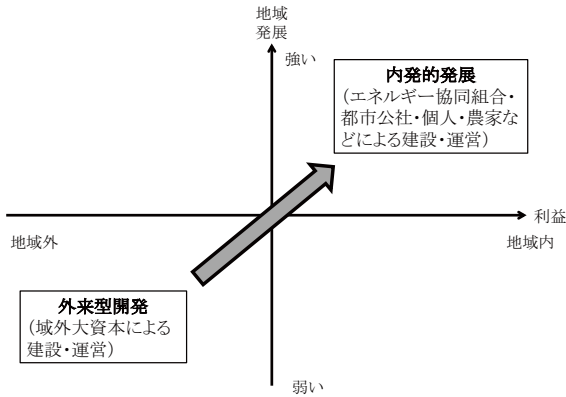 地域
発展
強い
内発的発展
（エネルギー協同組合・
都市公社・個人・農家な
どによる建設・運営）
利益
地域外
地域内
外来型開発
（域外大資本による
建設・運営）
弱い